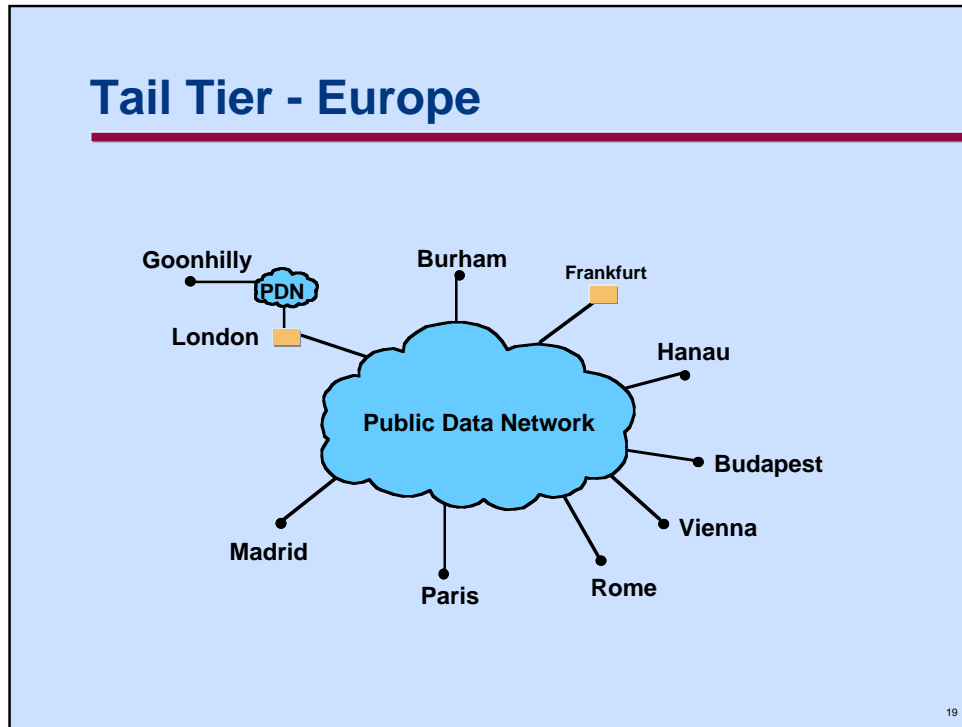 Tail Tier - Europe
Goonhilly
Burham
Frankfurt
PDN
London
Hanau
Public Data Network
Budapest
Vienna
Madrid
Rome
Paris
19